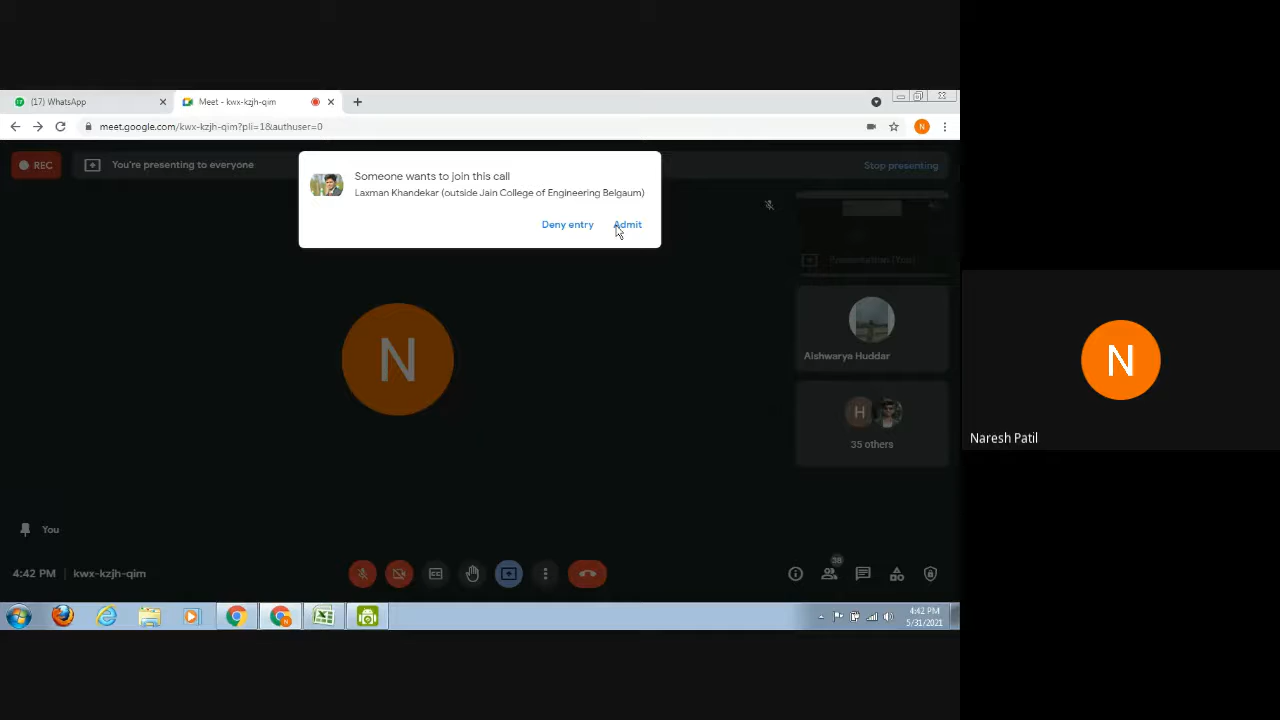 (17) WhatsApp
Meet - kwx-kzjh-qim
meet.google.com/kwx-kzjh-qim?pli=1&authuser=0
N
REC
You're presenting to everyone
Stop presenting
Someone wants to join this call
Laxman Khandekar (outside Jain College of Engineering Belgaum)
Deny entry
Admit
Presentation (You)
Aishwarya Huddar
N
H
35 others
N
Naresh Patil
You
4:42 PM | kwx-kzjh-qim
38
4:42 PM
5/31/2021